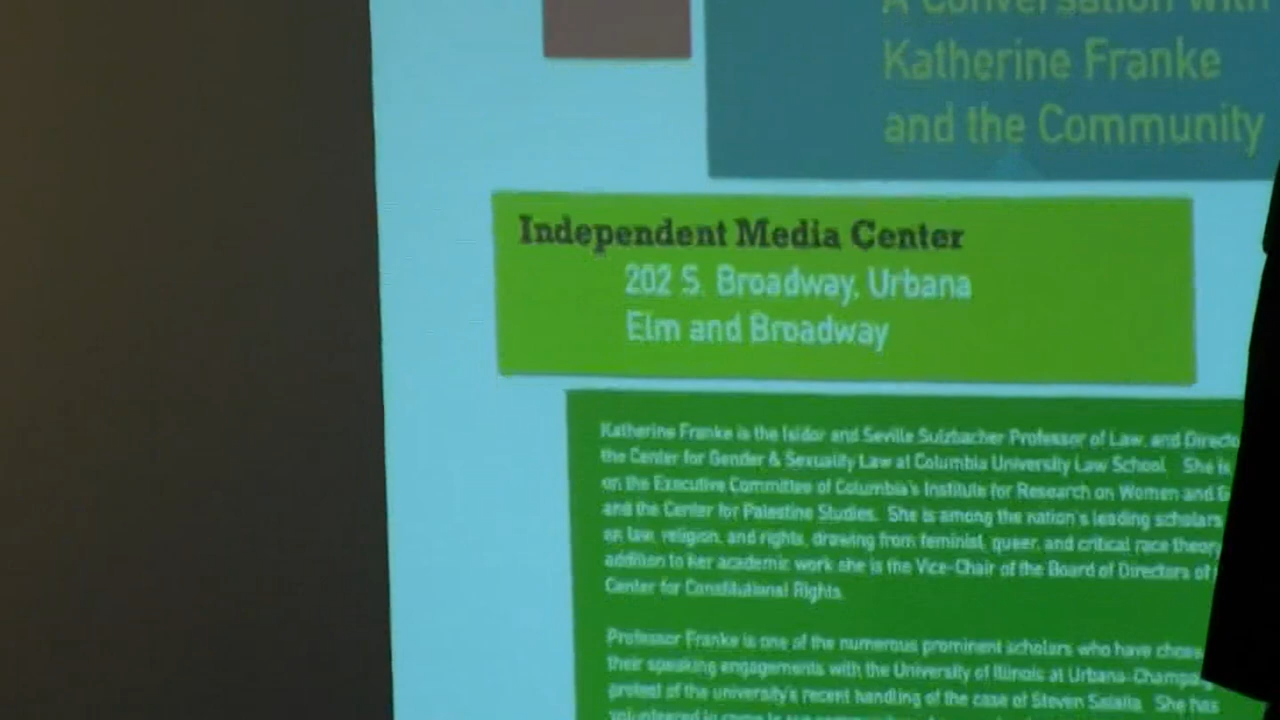 A Conversation with
Katherine Franke
and the Community
Independent Media Center
202 S. Broadway, Urbana
Elm and Broadway
Katherine Franke is the Isidor and Seville Sulzbacher Professor of Law, and
the Center for Gender & Sexuality Law at Columbia University Law School. She is
on the Executive Committee of Columbia's Institute for Research on Women and
and the Center for Palestine Studies. She is among the nation's leading scholars
on law, religion, and rights, drawing from feminist, queer, and critical race theory
addition to her academic work she is the Vice-Chair of the Board of Directors of
Center for Constitutional Rights.
Professor Franke is one of the numerous prominent scholars who have
their speaking engagements with the University of Illinois at Urbana
protest of the university's recent handling of the case of Steven Salaita. She has
volunteered